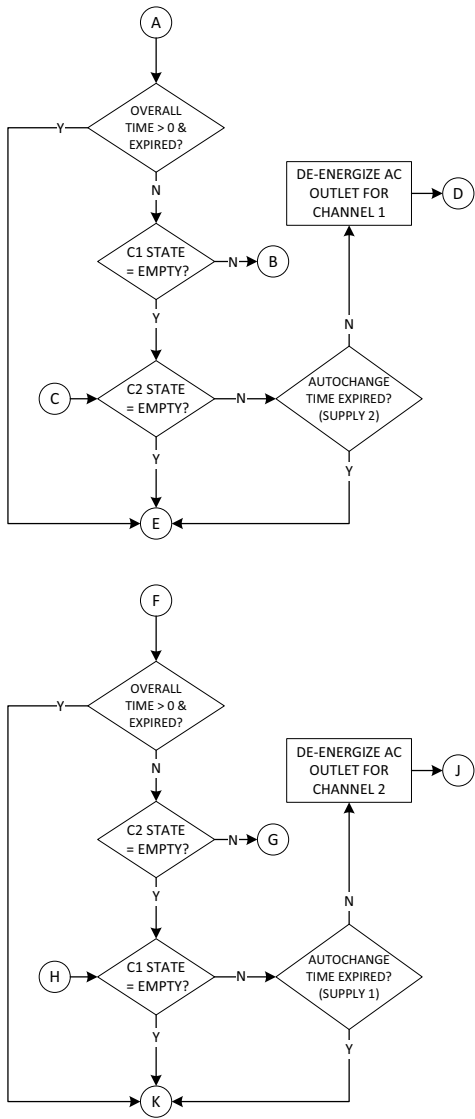 A
OVERALL
TIME > 0 &
EXPIRED?
Y
N
DE-ENERGIZE AC
OUTLET FOR
CHANNEL 1
D
C1 STATE
= EMPTY?
N
B
Y
N
C
C2 STATE
= EMPTY?
N
AUTOCHANGE
TIME EXPIRED?
(SUPPLY 2)
Y
Y
E
F
OVERALL
TIME > 0 &
EXPIRED?
Y
N
DE-ENERGIZE AC
OUTLET FOR
CHANNEL 2
J
C2 STATE
= EMPTY?
N
G
Y
N
H
C1 STATE
= EMPTY?
N
AUTOCHANGE
TIME EXPIRED?
(SUPPLY 1)
Y
Y
K